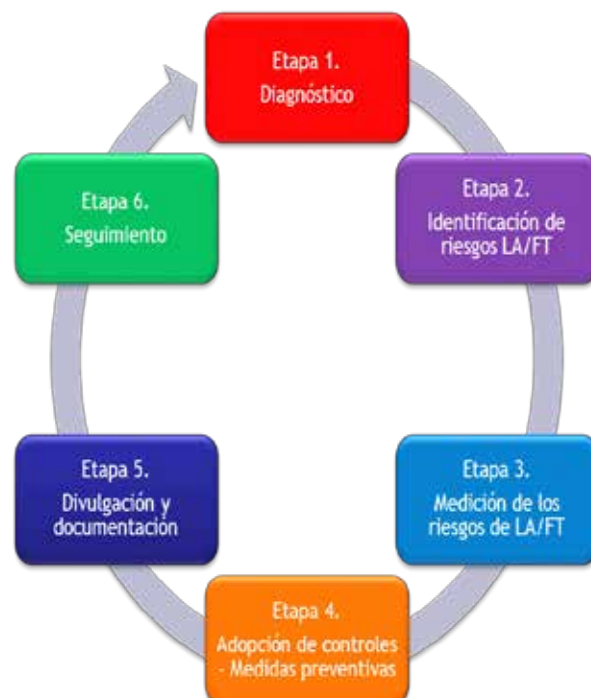 Etapa 1.
Diagnóstico
Etapa 2.
Identificación de
riesgos LA/FT
Etapa 3.
Medición de los
riesgos de LA/FT
Etapa 4.
Adopción de controles
- Medidas preventivas
Etapa 5.
Divulgación y
documentación
Etapa 6.
Seguimiento